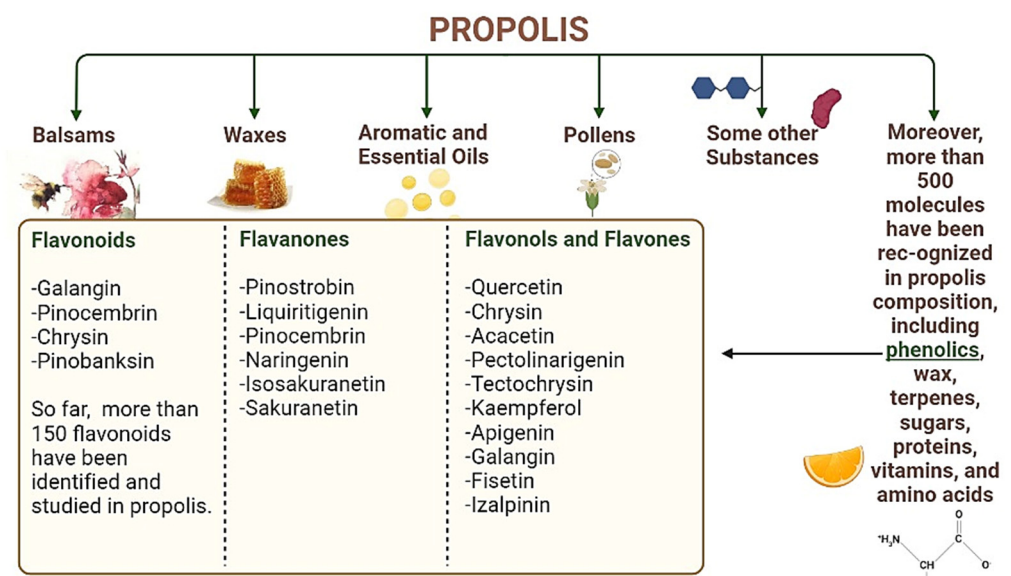 PROPOLIS
Balsams
Waxes
Aromatic and
Essential Oils
Pollens
Some other
Substances
Moreover,
more than
500
molecules
have been
rec-ognized
in propolis
composition,
including
phenolics,
wax,
terpenes,
sugars,
proteins,
vitamins, and
amino acids
Flavonoids
-Galangin
-Pinocembrin
-Chrysin
-Pinobanksin
So far, more than
150 flavonoids
have been
identified and
studied in propolis.
Flavanones
-Pinostrobin
-Liquiritigenin
-Pinocembrin
-Naringenin
-Isosakuranetin
-Sakuranetin
Flavonols and Flavones
-Quercetin
-Chrysin
-Acacetin
-Pectolinarigenin
-Tectochrysin
-Kaempferol
-Apigenin
-Galangin
-Fisetin
-Izalpinin
O
⁺H₃N
C
CH
O⁻